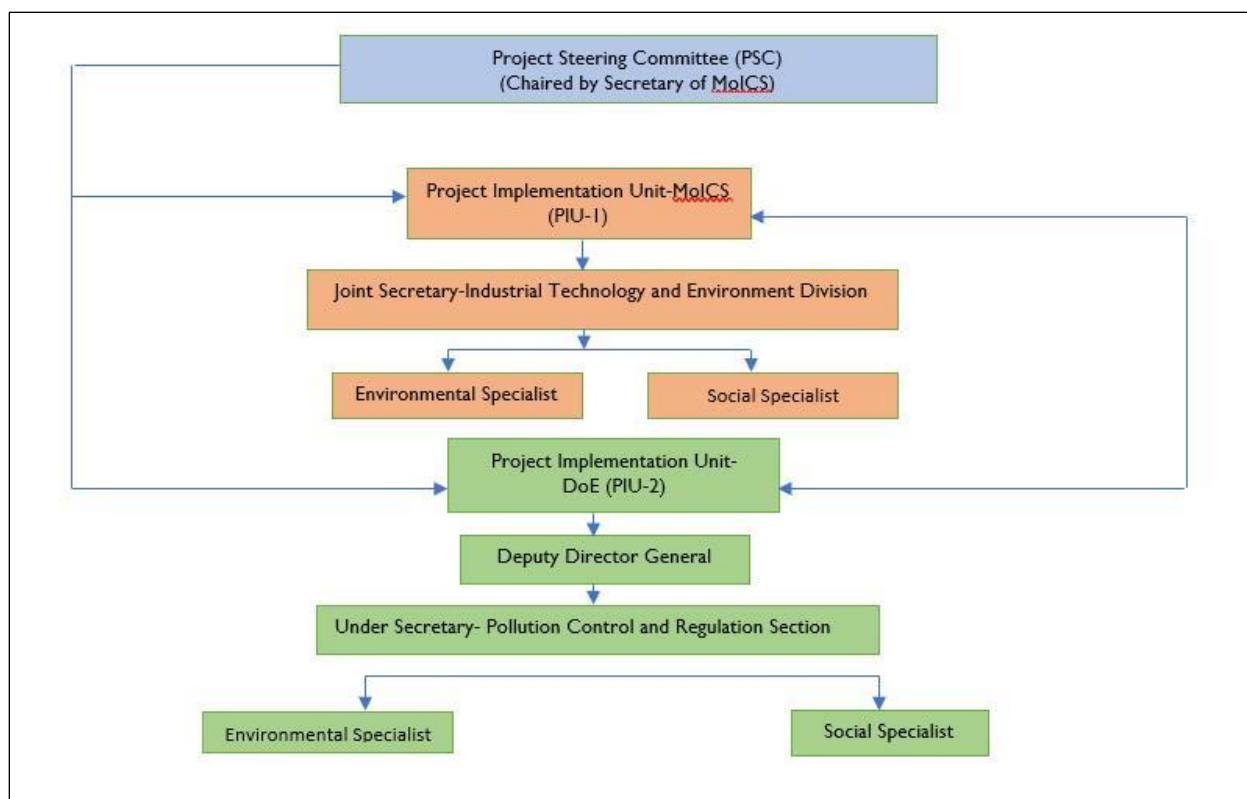 Project Steering Committee (PSC)
(Chaired by Secretary of MoICS)
Project Implementation Unit-MoICS
(PIU-1)
Joint Secretary-Industrial Technology and Environment Division
Environmental Specialist
Social Specialist
Project Implementation Unit-
DoE (PIU-2)
Deputy Director General
Under Secretary- Pollution Control and Regulation Section
Environmental Specialist
Social Specialist